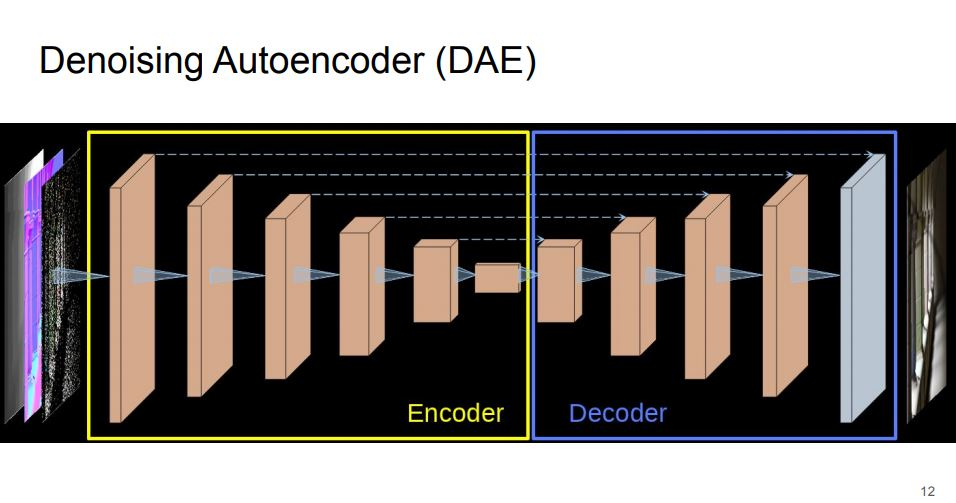 Denoising Autoencoder (DAE)
Encoder
Decoder
12